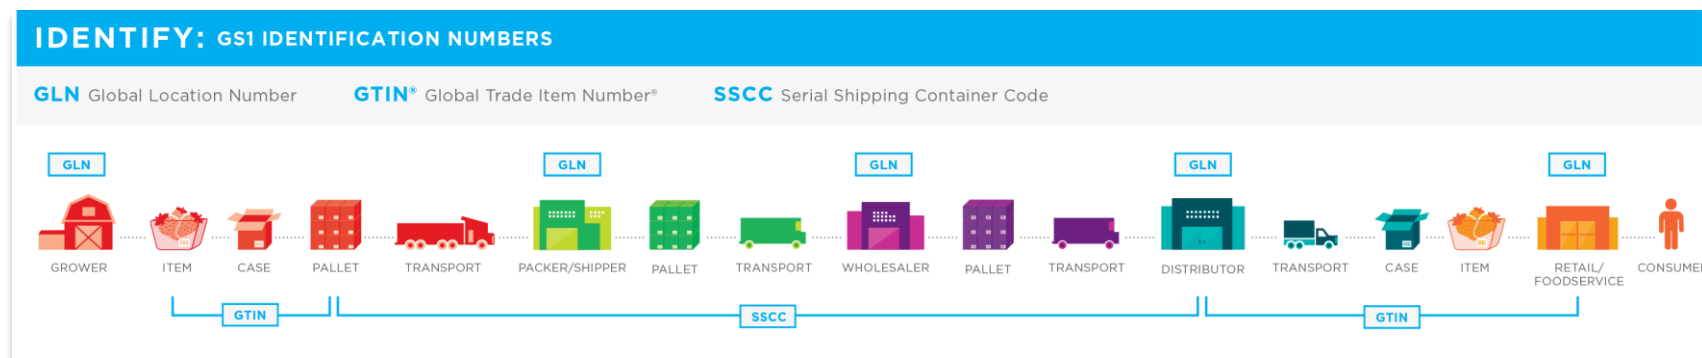 IDENTIFY: GS1 IDENTIFICATION NUMBERS
GLN Global Location Number GTIN® Global Trade Item Number® SSCC Serial Shipping Container Code
GLN GLN GLN GLN GLN
GROWER ITEM CASE PALLET TRANSPORT PACKER/SHIPPER PALLET TRANSPORT WHOLESALER PALLET TRANSPORT DISTRIBUTOR TRANSPORT CASE ITEM RETAIL/ CONSUMER
FOODSERVICE
GTIN SSCC GTIN